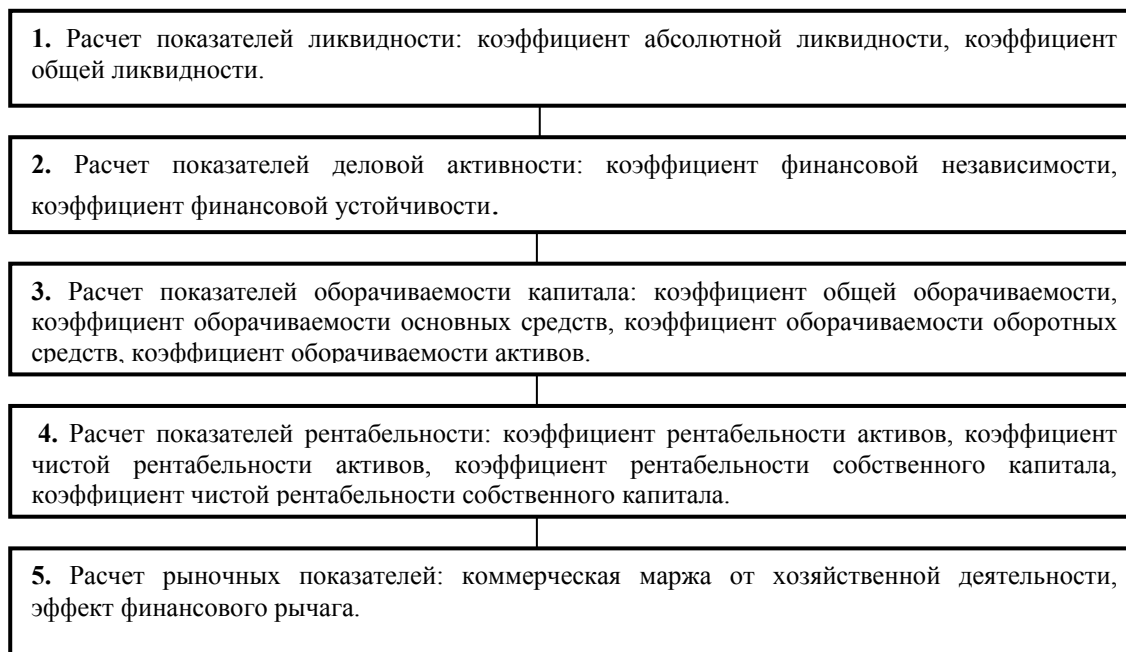 1. Расчет показателей ликвидности: коэффициент абсолютной ликвидности, коэффициент
общей ликвидности.
2. Расчет показателей деловой активности: коэффициент финансовой независимости,
коэффициент финансовой устойчивости.
3. Расчет показателей оборачиваемости капитала: коэффициент общей оборачиваемости,
коэффициент оборачиваемости основных средств, коэффициент оборачиваемости оборотных
средств, коэффициент оборачиваемости активов.
4. Расчет показателей рентабельности: коэффициент рентабельности активов, коэффициент
чистой рентабельности активов, коэффициент рентабельности собственного капитала,
коэффициент чистой рентабельности собственного капитала.
5. Расчет рыночных показателей: коммерческая маржа от хозяйственной деятельности,
эффект финансового рычага.